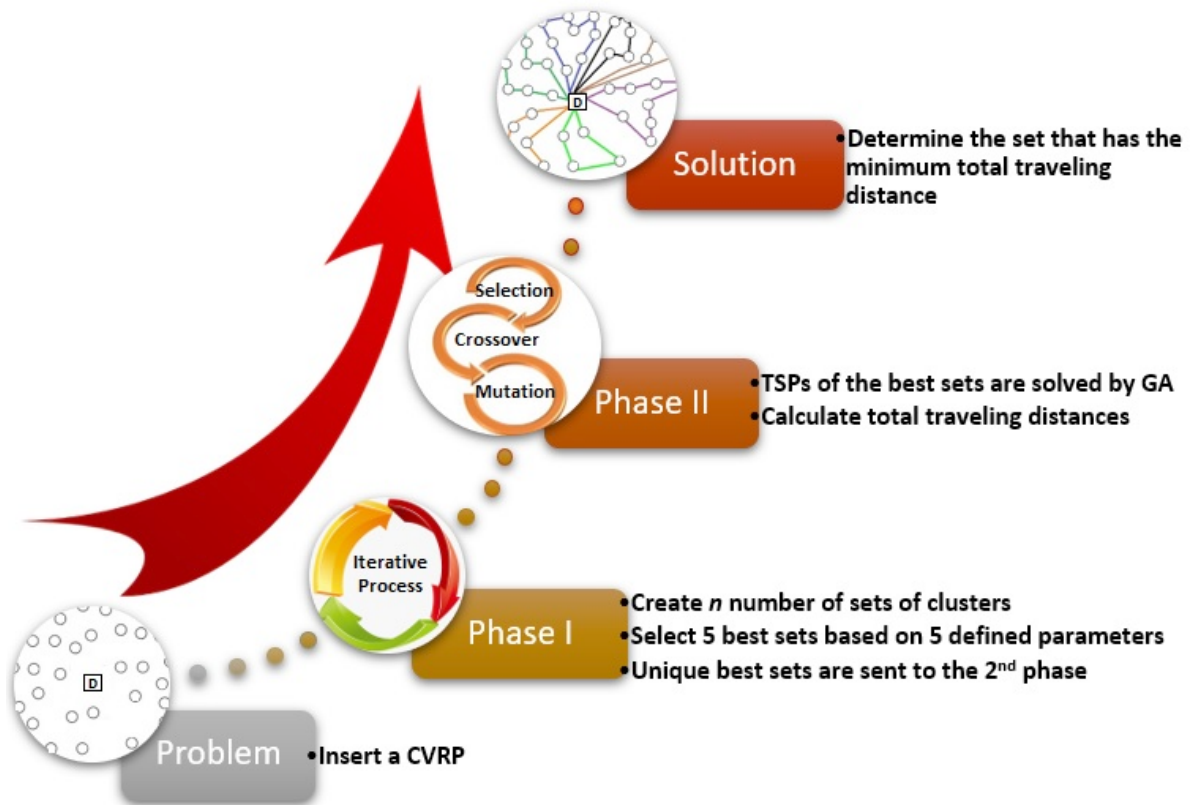 D
Solution
•Determine the set that has the
minimum total traveling
distance
Selection
Crossover
Mutation
Phase II
•TSPs of the best sets are solved by GA
•Calculate total traveling distances
Iterative
Process
Phase I
•Create n number of sets of clusters
•Select 5 best sets based on 5 defined parameters
•Unique best sets are sent to the 2nd phase
D
Problem
•Insert a CVRP